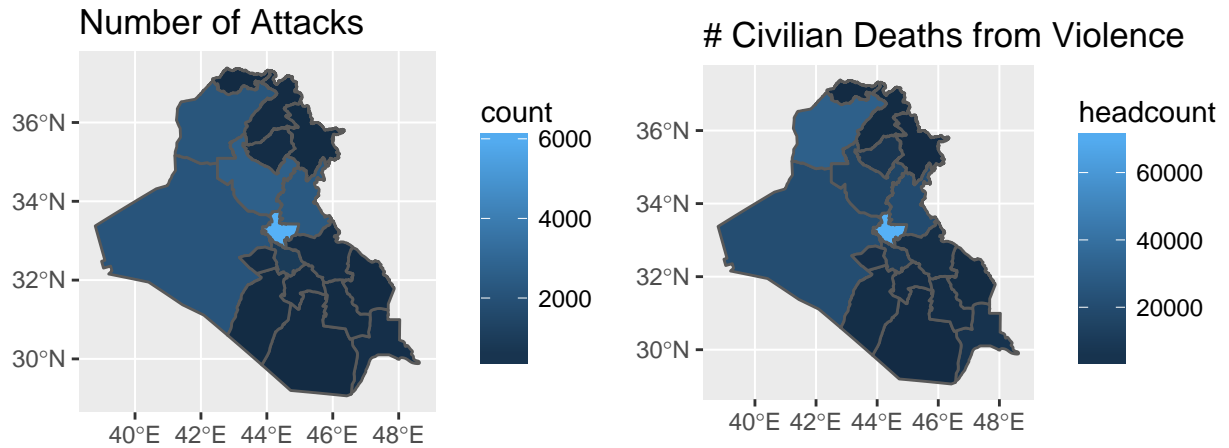 Number of Attacks
36°N
34°N
32°N
30°N
40°E 42°E 44°E 46°E 48°E
count
6000
4000
2000
# Civilian Deaths from Violence
36°N
34°N
32°N
30°N
40°E 42°E 44°E 46°E 48°E
headcount
60000
40000
20000